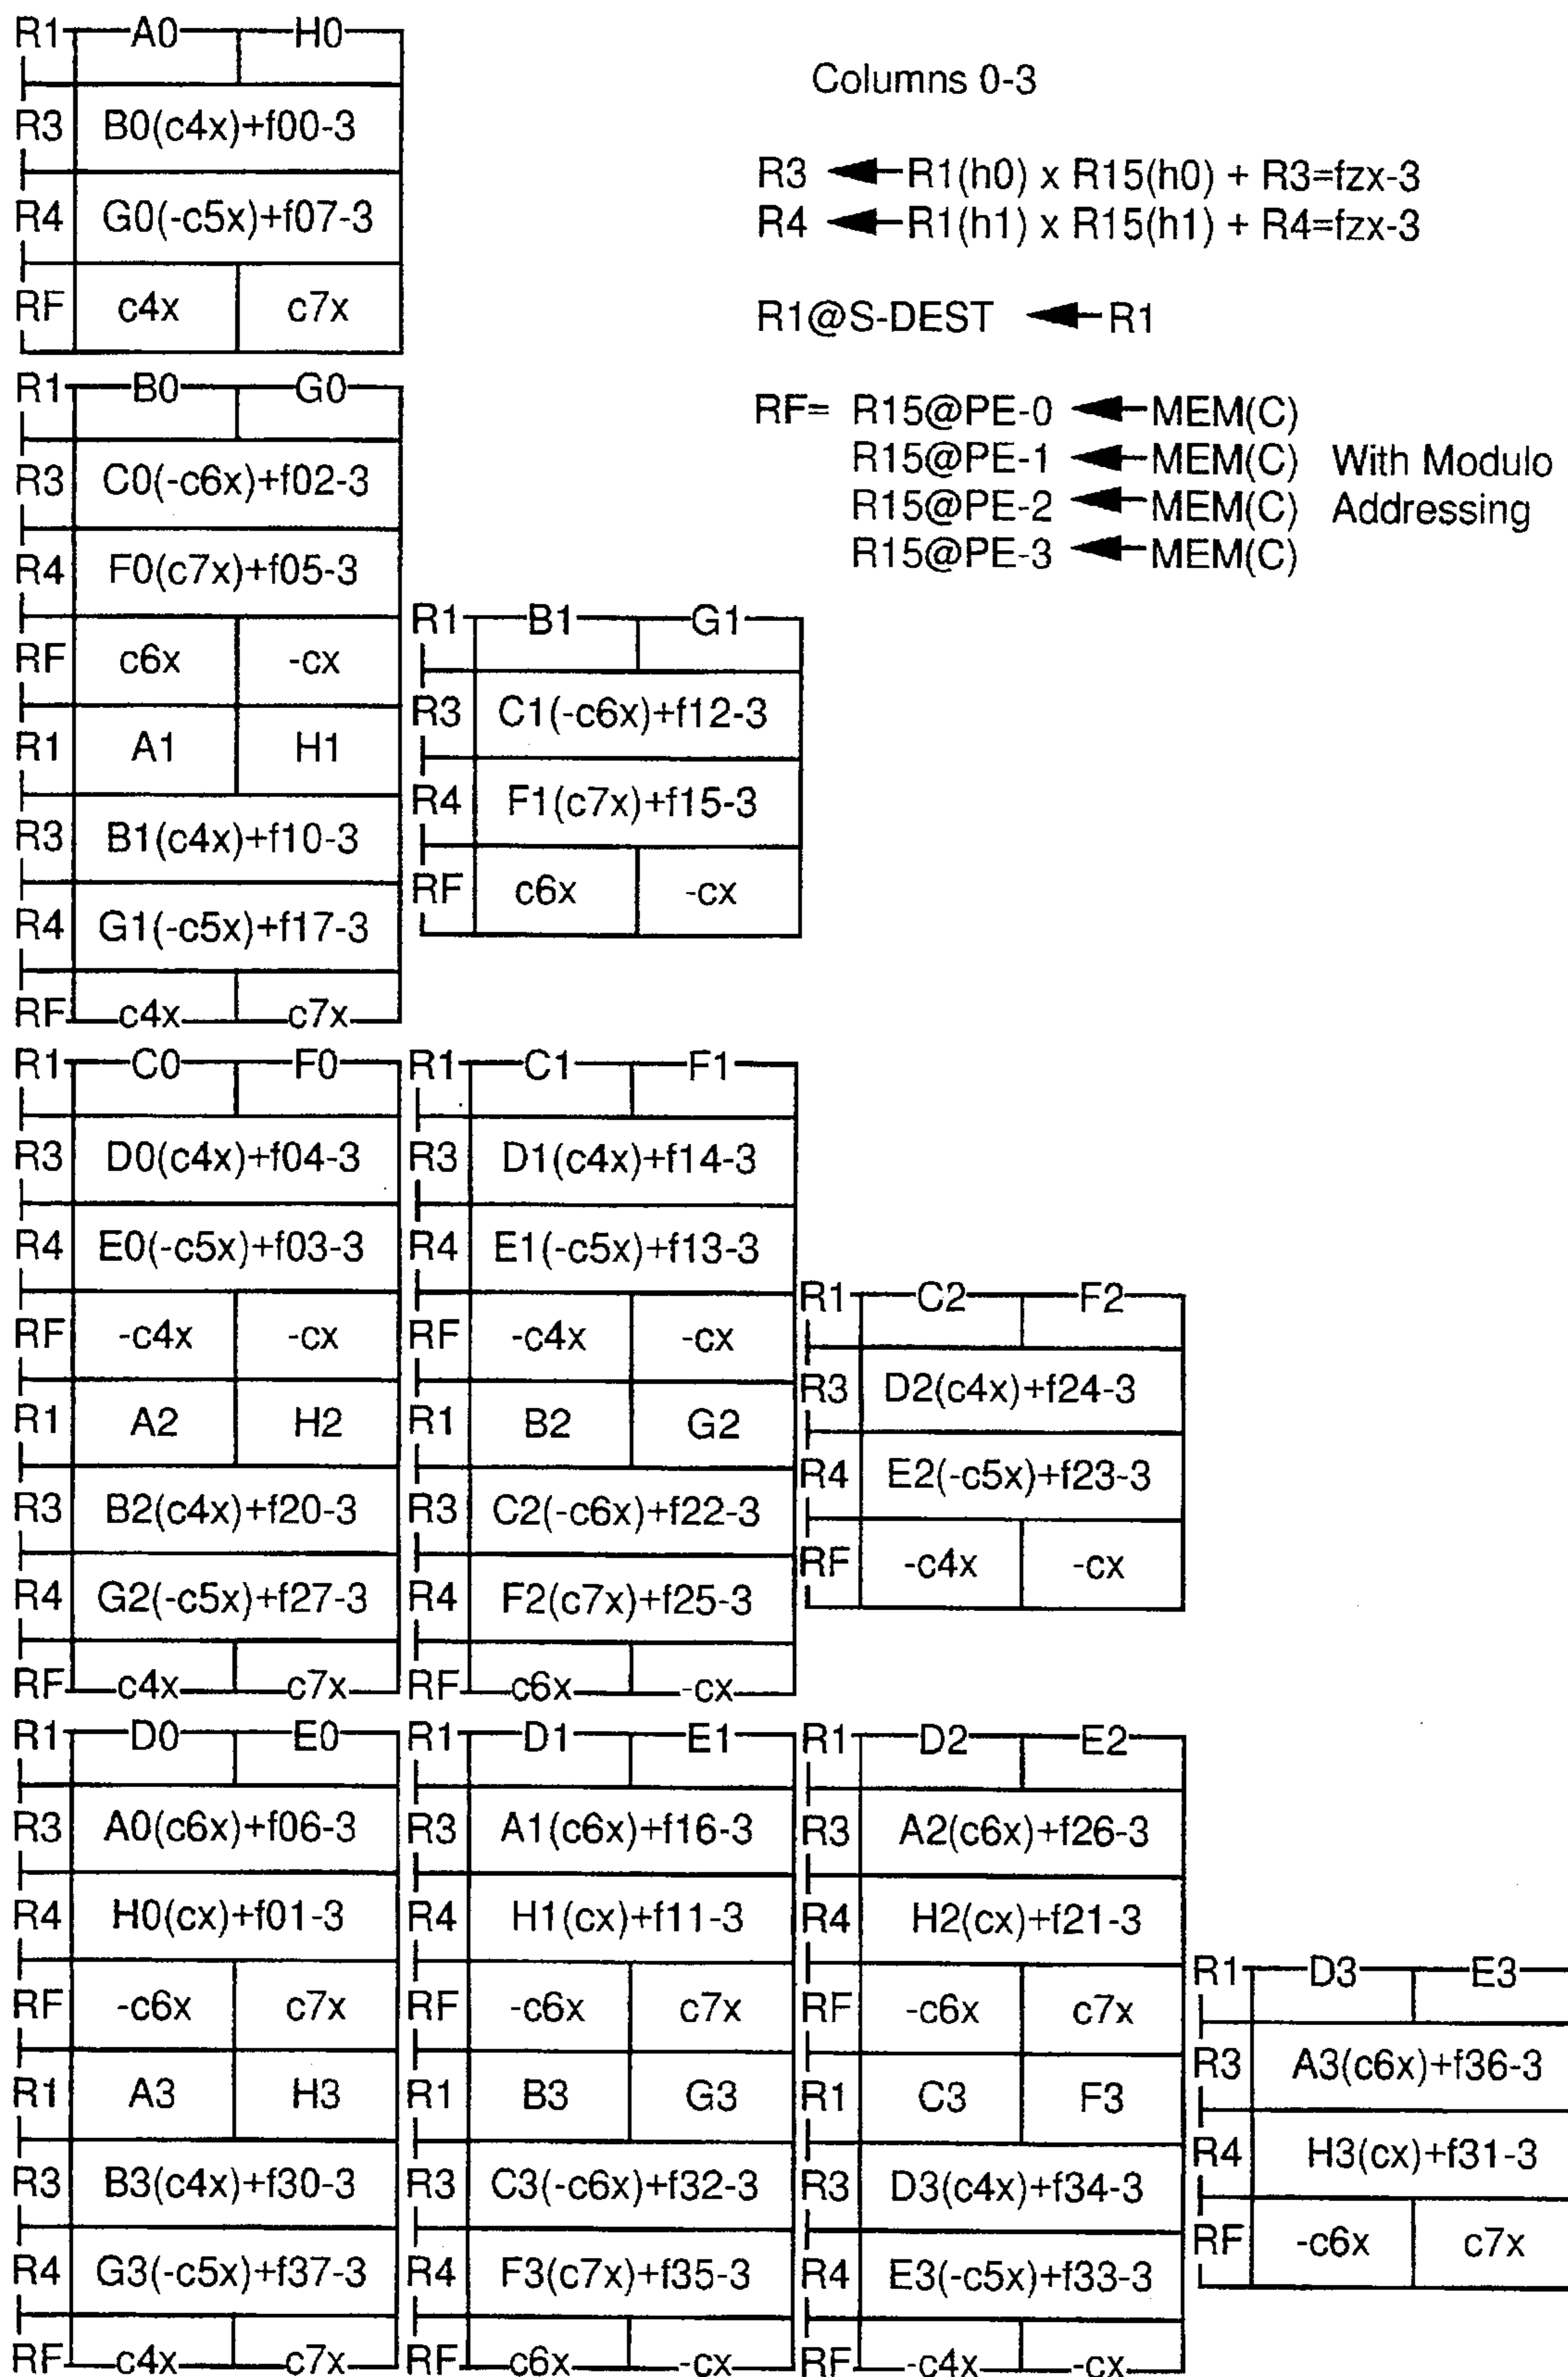 R1 A0 H0
R3 B0(c4x)+f00-3
R4 G0(-c5x)+f07-3
RF c4x c7x
Columns 0-3
R3 ← R1(h0) x R15(h0) + R3=fzx-3
R4 ← R1(h1) x R15(h1) + R4=fzx-3
R1@S-DEST ← R1
RF= R15@PE-0 ← MEM(C)
R15@PE-1 ← MEM(C) With Modulo
R15@PE-2 ← MEM(C) Addressing
R15@PE-3 ← MEM(C)
R1 B0 G0
R3 C0(-c6x)+f02-3
R4 F0(c7x)+f05-3
RF c6x -cx
R1 A1 H1
R3 B1(c4x)+f10-3
R4 G1(-c5x)+f17-3
RF c4x c7x
R1 B1 G1
R3 C1(-c6x)+f12-3
R4 F1(c7x)+f15-3
RF c6x -cx
R1 C0 F0
R3 D0(c4x)+f04-3
R4 E0(-c5x)+f03-3
RF -c4x -cx
R1 A2 H2
R3 B2(c4x)+f20-3
R4 G2(-c5x)+f27-3
RF c4x c7x
R1 C1 F1
R3 D1(c4x)+f14-3
R4 E1(-c5x)+f13-3
RF -c4x -cx
R1 B2 G2
R3 C2(-c6x)+f22-3
R4 F2(c7x)+f25-3
RF c6x -cx
R1 C2 F2
R3 D2(c4x)+f24-3
R4 E2(-c5x)+f23-3
RF -c4x -cx
R1 D0 E0
R3 A0(c6x)+f06-3
R4 H0(cx)+f01-3
RF -c6x c7x
R1 A3 H3
R3 B3(c4x)+f30-3
R4 G3(-c5x)+f37-3
RF c4x c7x
R1 D1 E1
R3 A1(c6x)+f16-3
R4 H1(cx)+f11-3
RF -c6x c7x
R1 B3 G3
R3 C3(-c6x)+f32-3
R4 F3(c7x)+f35-3
RF c6x -cx
R1 D2 E2
R3 A2(c6x)+f26-3
R4 H2(cx)+f21-3
RF -c6x c7x
R1 C3 F3
R3 D3(c4x)+f34-3
R4 E3(-c5x)+f33-3
RF -c4x -cx
R1 D3 E3
R3 A3(c6x)+f36-3
R4 H3(cx)+f31-3
RF -c6x c7x